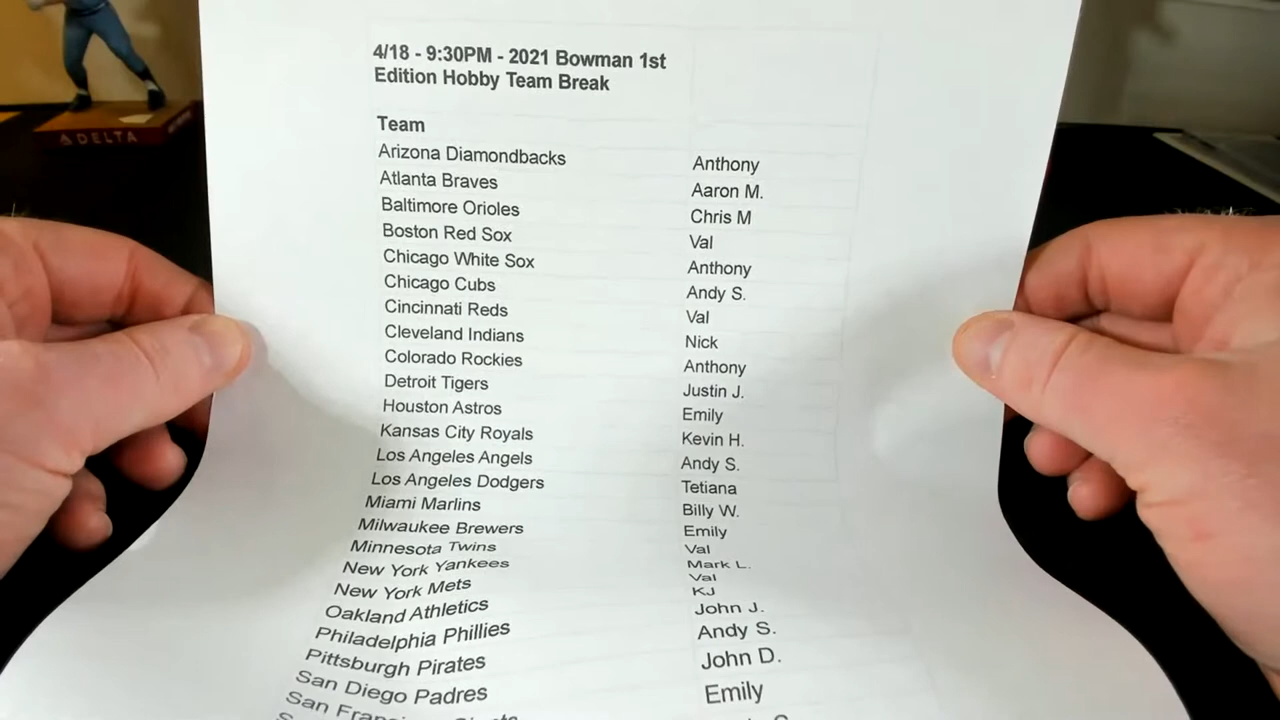 DELTA
4/18 - 9:30PM - 2021 Bowman 1st
Edition Hobby Team Break
Team
Arizona Diamondbacks Anthony
Atlanta Braves Aaron M.
Baltimore Orioles Chris M
Boston Red Sox Val
Chicago White Sox Anthony
Chicago Cubs Andy S.
Cincinnati Reds Val
Cleveland Indians Nick
Colorado Rockies Anthony
Detroit Tigers Justin J.
Houston Astros Emily
Kansas City Royals Kevin H.
Los Angeles Angels Andy S.
Los Angeles Dodgers Tetiana
Miami Marlins Billy W.
Milwaukee Brewers Emily
Minnesota Twins Val
New York Yankees Mark L.
New York Mets Val
Oakland Athletics KJ
Philadelphia Phillies John J.
Pittsburgh Pirates Andy S.
San Diego Padres John D.
San Emily